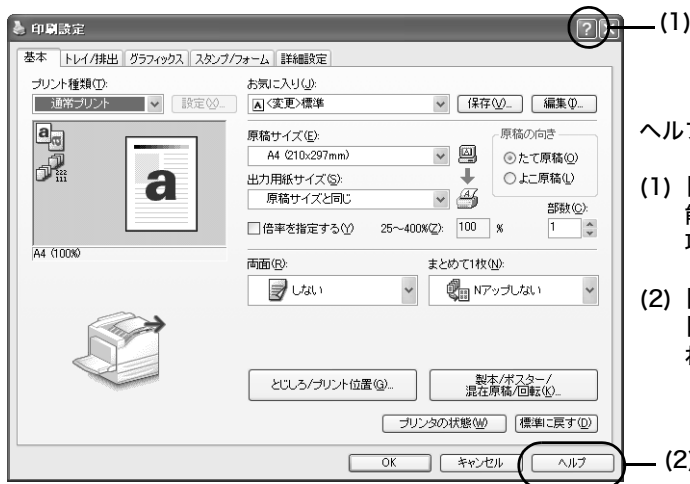 印刷設定
? (1)
基本 トレイ/排出 グラフィックス スタンプ/フォーム 詳細設定
プリント種類(T): お気に入り(J):
通常プリント 設定(X)... A <変更>標準 保存(V)... 編集(I)...
原稿サイズ(E): 原稿の向き
A4 (210x297mm) たて原稿(O)
出力用紙サイズ(S): よこ原稿(L)
原稿サイズと同じ 部数(C):
倍率を指定する(Y) 25~400%(Z): 100 % 1
a
A4 (100%)
両面(R): まとめて1枚(N):
しない Nアップしない
とじしろ/プリント位置(G)... 製本/ポスター/
混在原稿/回転(K)...
プリンタの状態(W) 標準に戻す(D)
OK キャンセル ヘルプ
(2)
ヘルプ
(1)
能
(2)